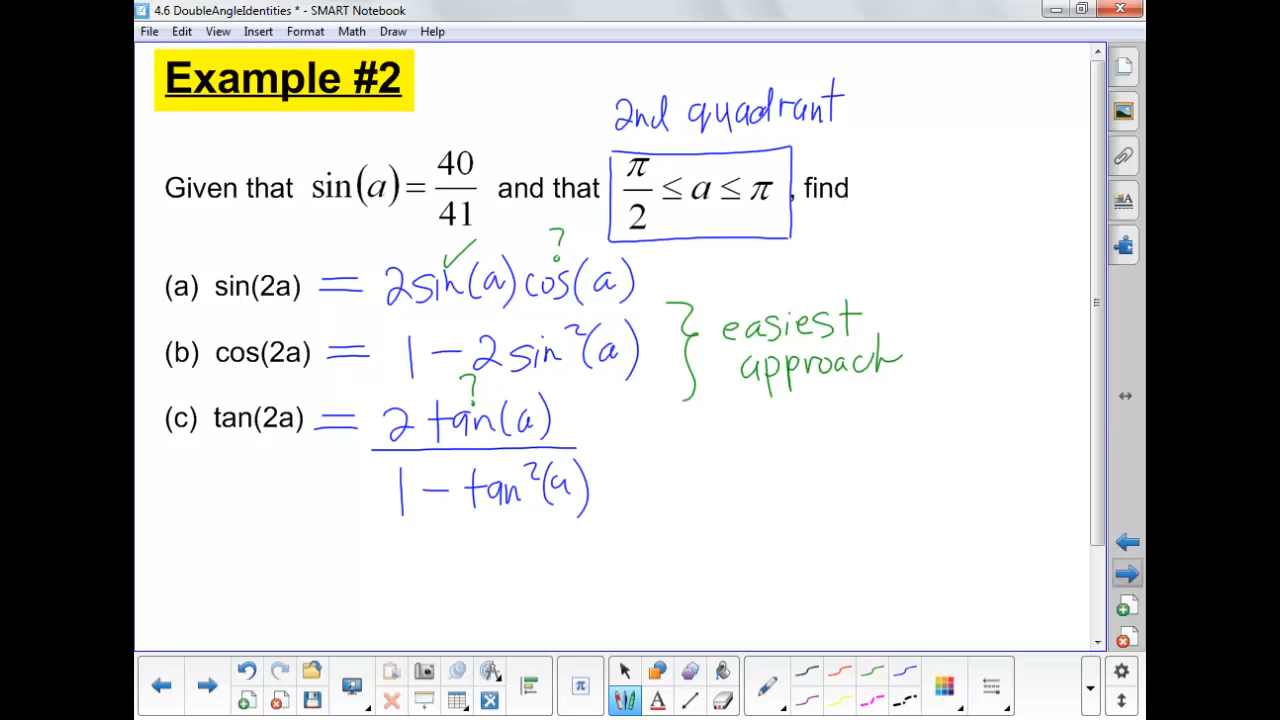 4.6 DoubleAngleIdentities * - SMART Notebook
File Edit View Insert Format Math Draw Help
Example #2
2nd quadrant
Given that sin(a) = 40/41 and that π/2 ≤ a ≤ π, find
✓ ?
(a) sin(2a) = 2sin(a)cos(a)
(b) cos(2a) = 1 - 2sin²(a) } easiest approach
?
(c) tan(2a) = 2 tan(a)
1 - tan²(a)
π
A